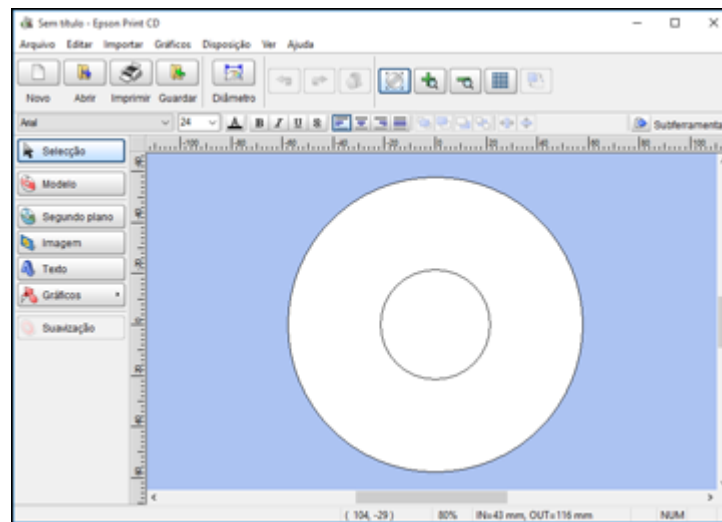 Sem título - Epson Print CD
Arquivo Editar Importar Gráficos Disposição Ver Ajuda
Novo Abrir Imprimir Guardar Diâmetro
Arial 24 A B I U S Subferramenta
Selecção
Modelo
Segundo plano
Imagem
Texto
Gráficos
Suavização
( 104, -29) 80% IN=43 mm, OUT=116 mm NUM